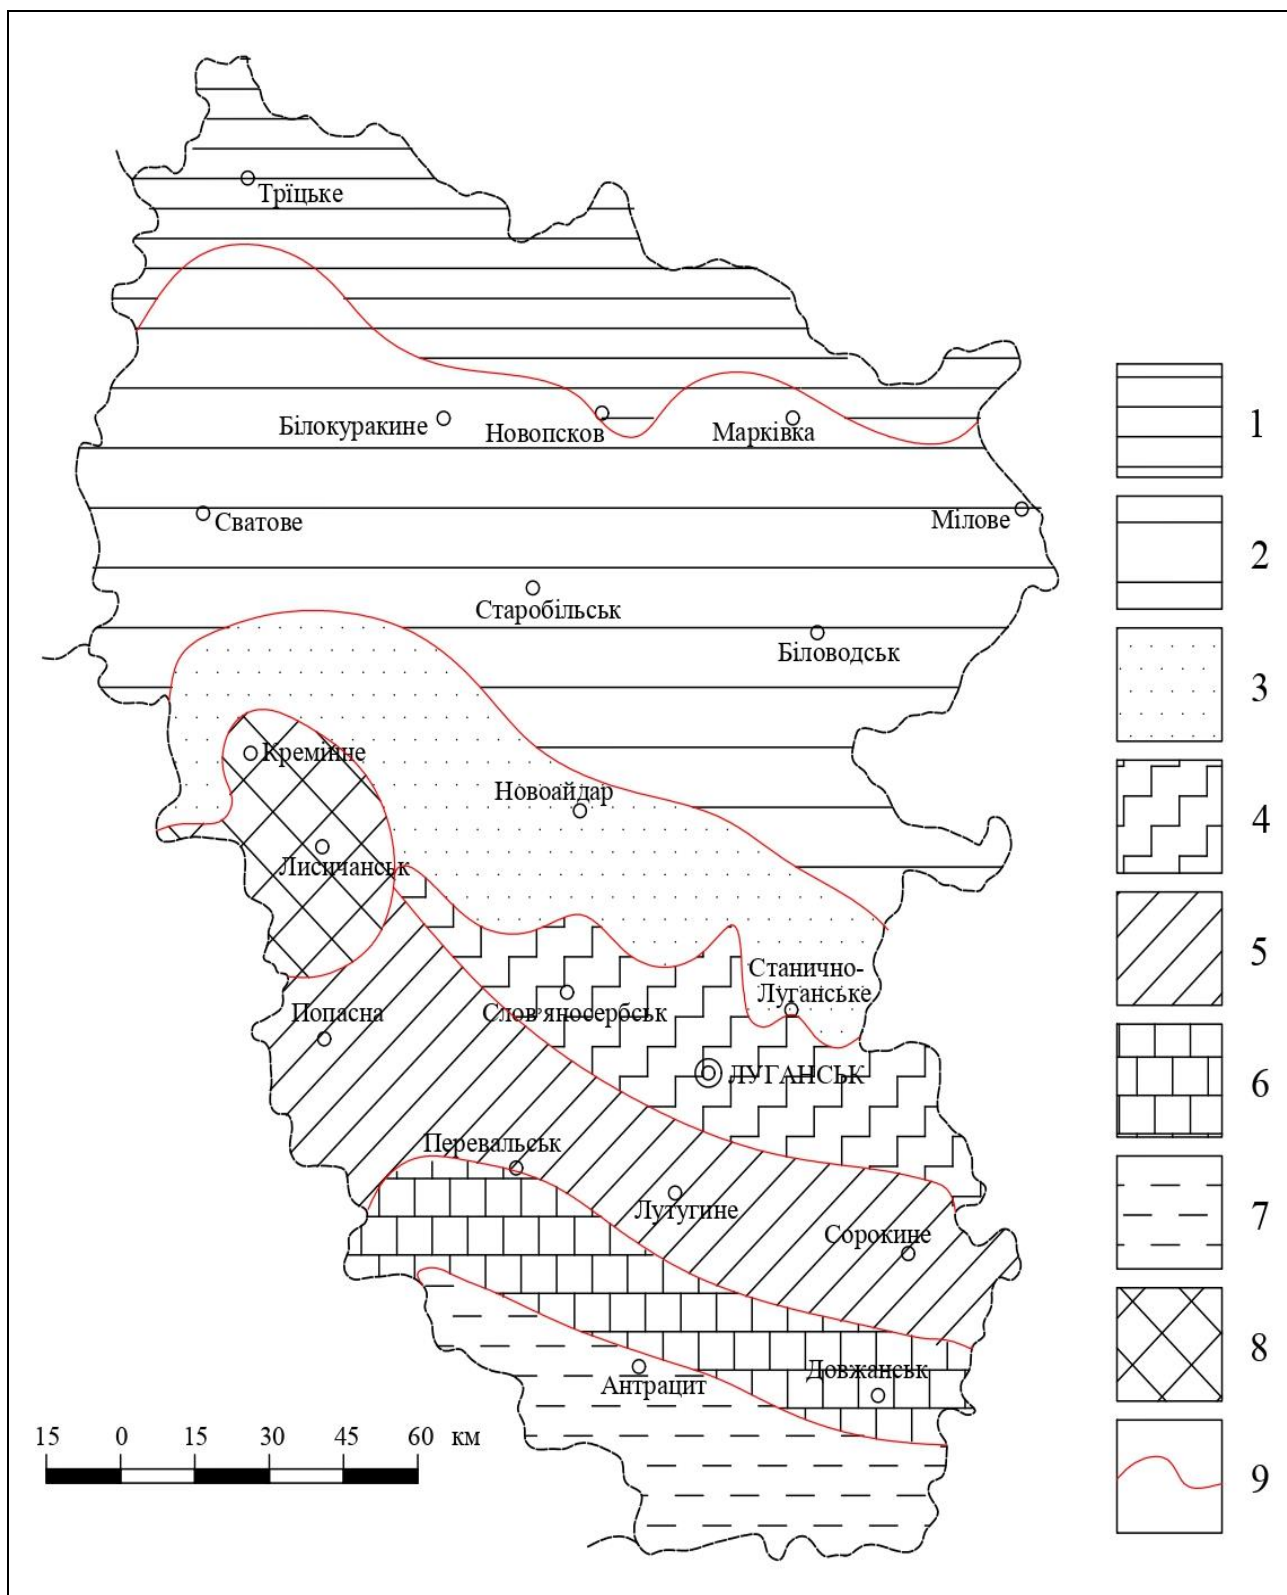 Тріцьке
Білокуракине
Новопсков
Марківка
Сватове
Мілове
Старобільськ
Біловодськ
Кремінне
Новоайдар
Лисичанськ
Станично-
Луганське
Слов'яносербськ
Попасна
ЛУГАНСЬК
Перевальськ
Лутугине
Сорокине
Довжанськ
Антрацит
15 0 15 30 45 60 км
1
2
3
4
5
6
7
8
9